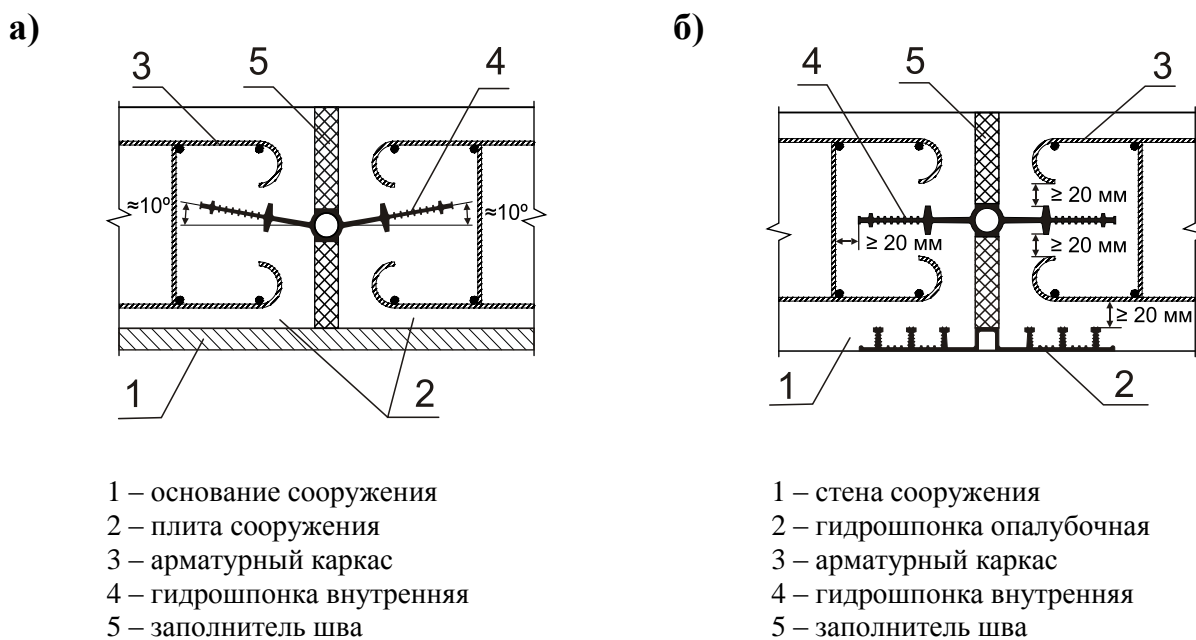 а)
3
5
4
≈10º
≈10º
1
2
1 – основание сооружения
2 – плита сооружения
3 – арматурный каркас
4 – гидрошпонка внутренняя
5 – заполнитель шва
б)
4
5
3
≥ 20 мм
≥ 20 мм
≥ 20 мм
≥ 20 мм
1
2
1 – стена сооружения
2 – гидрошпонка опалубочная
3 – арматурный каркас
4 – гидрошпонка внутренняя
5 – заполнитель шва